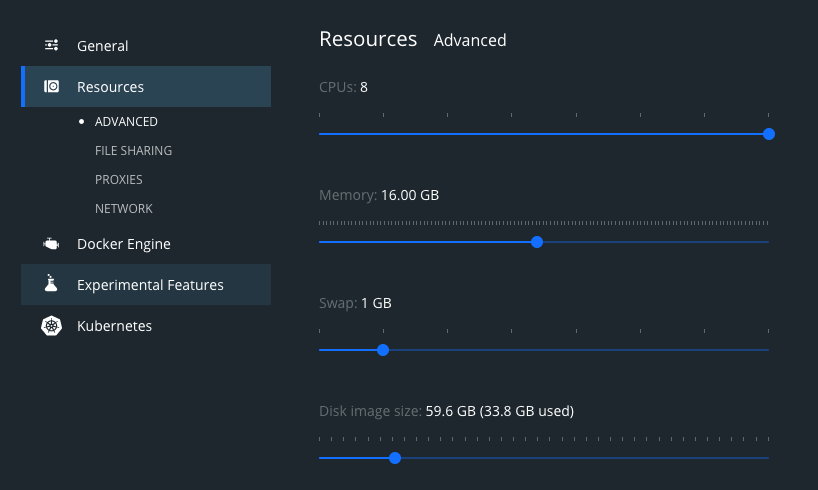 General
Resources
ADVANCED
FILE SHARING
PROXIES
NETWORK
Docker Engine
Experimental Features
Kubernetes
Resources Advanced
CPUs: 8
Memory: 16.00 GB
Swap: 1 GB
Disk image size: 59.6 GB (33.8 GB used)